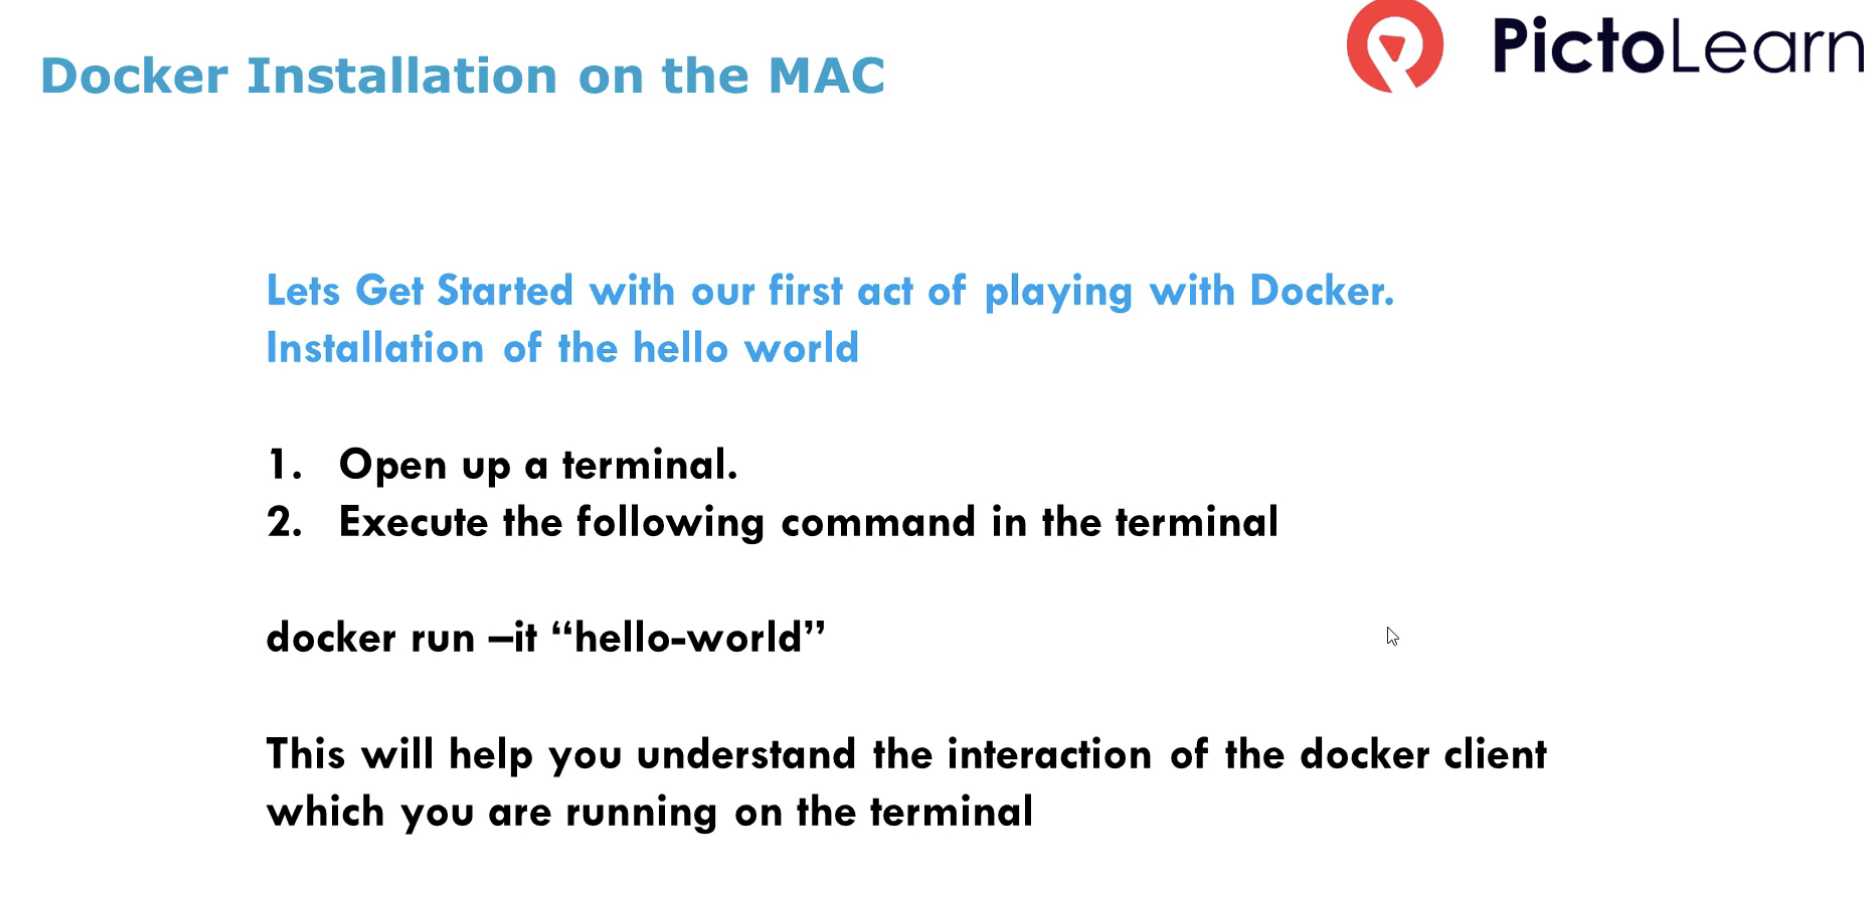 Docker Installation on the MAC
PictoLearn
Lets Get Started with our first act of playing with Docker.
Installation of the hello world
1. Open up a terminal.
2. Execute the following command in the terminal
docker run –it “hello-world”
This will help you understand the interaction of the docker client
which you are running on the terminal